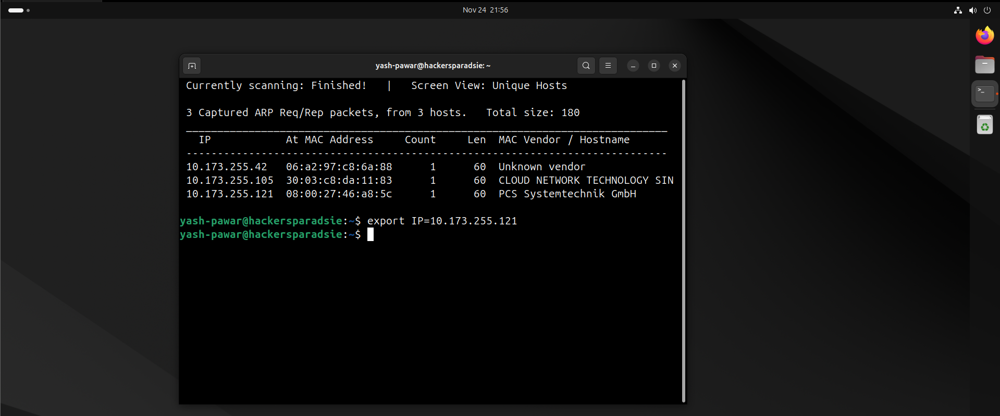 Nov 24 21:56
yash-pawar@hackersparadsie: ~
Currently scanning: Finished! | Screen View: Unique Hosts
3 Captured ARP Req/Rep packets, from 3 hosts. Total size: 180
_____________________________________________________________________________
IP At MAC Address Count Len MAC Vendor / Hostname
-----------------------------------------------------------------------------
10.173.255.42 06:a2:97:c8:6a:88 1 60 Unknown vendor
10.173.255.105 30:03:c8:da:11:83 1 60 CLOUD NETWORK TECHNOLOGY SIN
10.173.255.121 08:00:27:46:a8:5c 1 60 PCS Systemtechnik GmbH
yash-pawar@hackersparadsie:~$ export IP=10.173.255.121
yash-pawar@hackersparadsie:~$